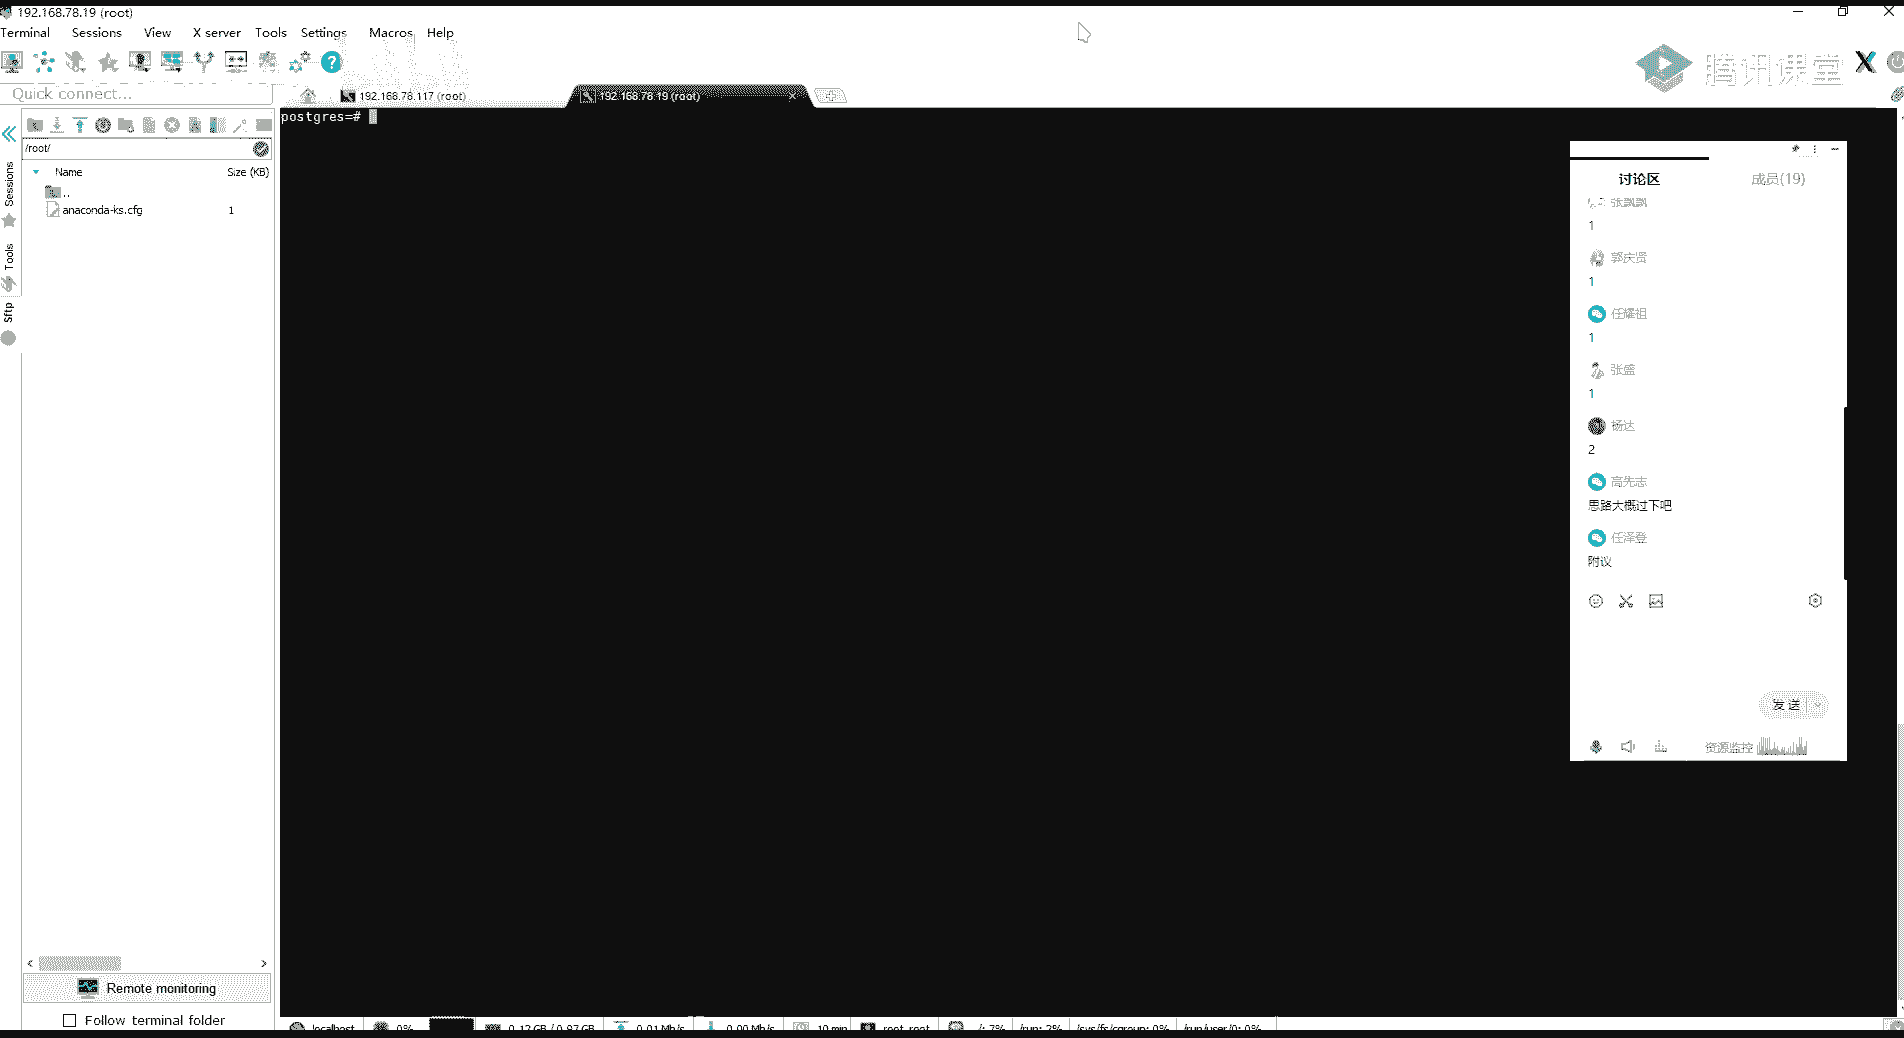 192.168.78.19 (root)
Terminal Sessions View X server Tools Settings Macros Help
腾讯课堂
Quick connect...
192.168.78.117 (root)
192.168.78.19 (root)
postgres=#
/root/
Name Size (KB)
..
anaconda-ks.cfg 1
Sessions
Tools
Sftp
讨论区 成员(19)
张飘飘
1
郭庆贤
1
任耀祖
1
张盛
1
杨达
2
高先志
思路大概过下吧
任泽登
附议
发送
资源监控
Remote monitoring
Follow terminal folder
localhost 0% 0.12 GB / 0.97 GB 0.01 Mb/s 0.00 Mb/s 10 min root root /: 7% /run: 2% /sys/fs/cgroup: 0% /run/user/0: 0%